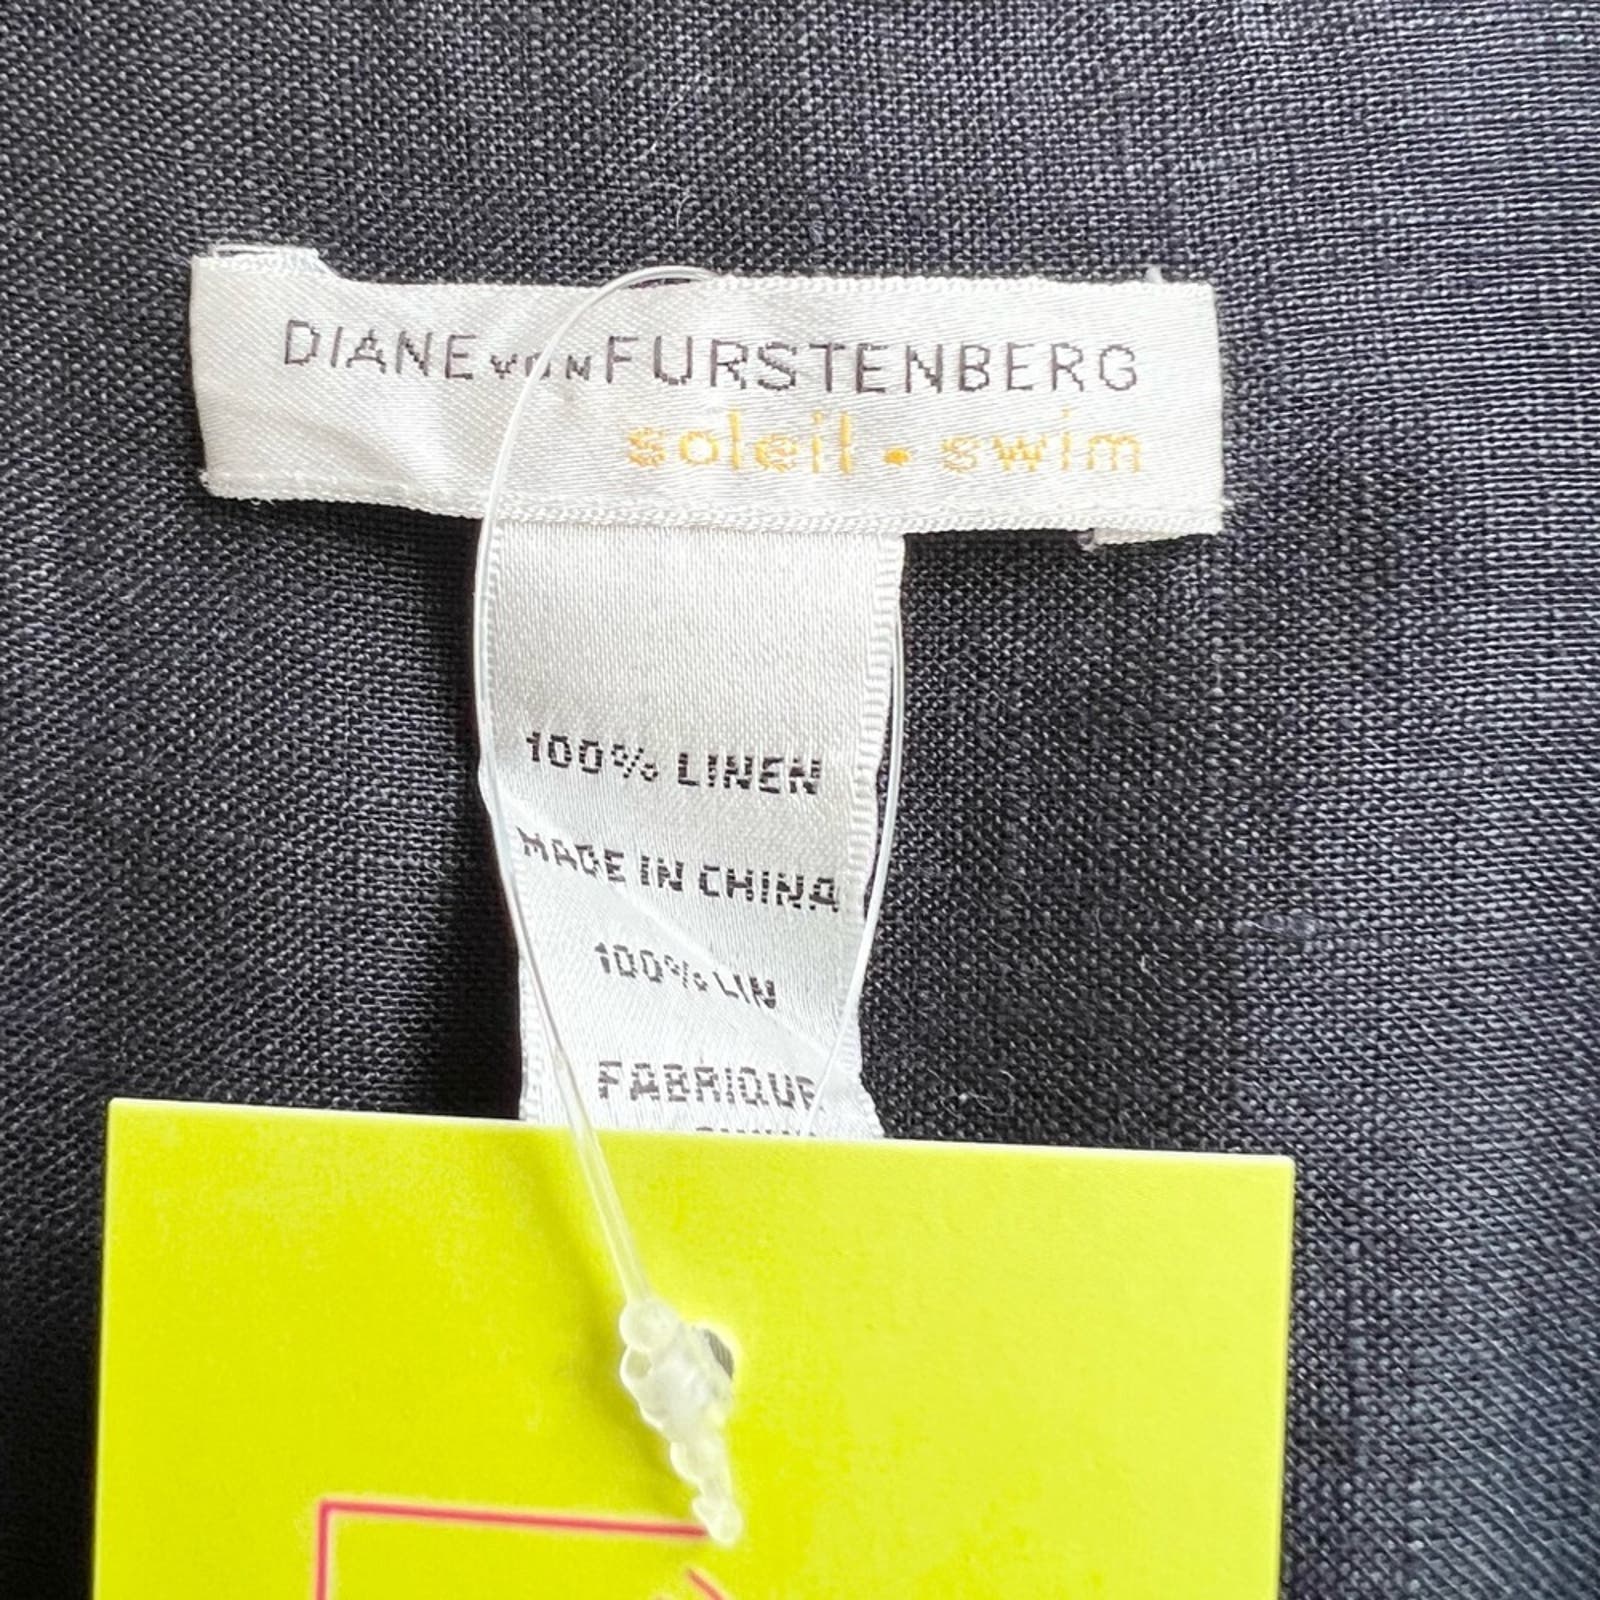 DIANE von FURSTENBERG
soleil • swim
100% LINEN
MADE IN CHINA
100% LIN
FABRIQUE